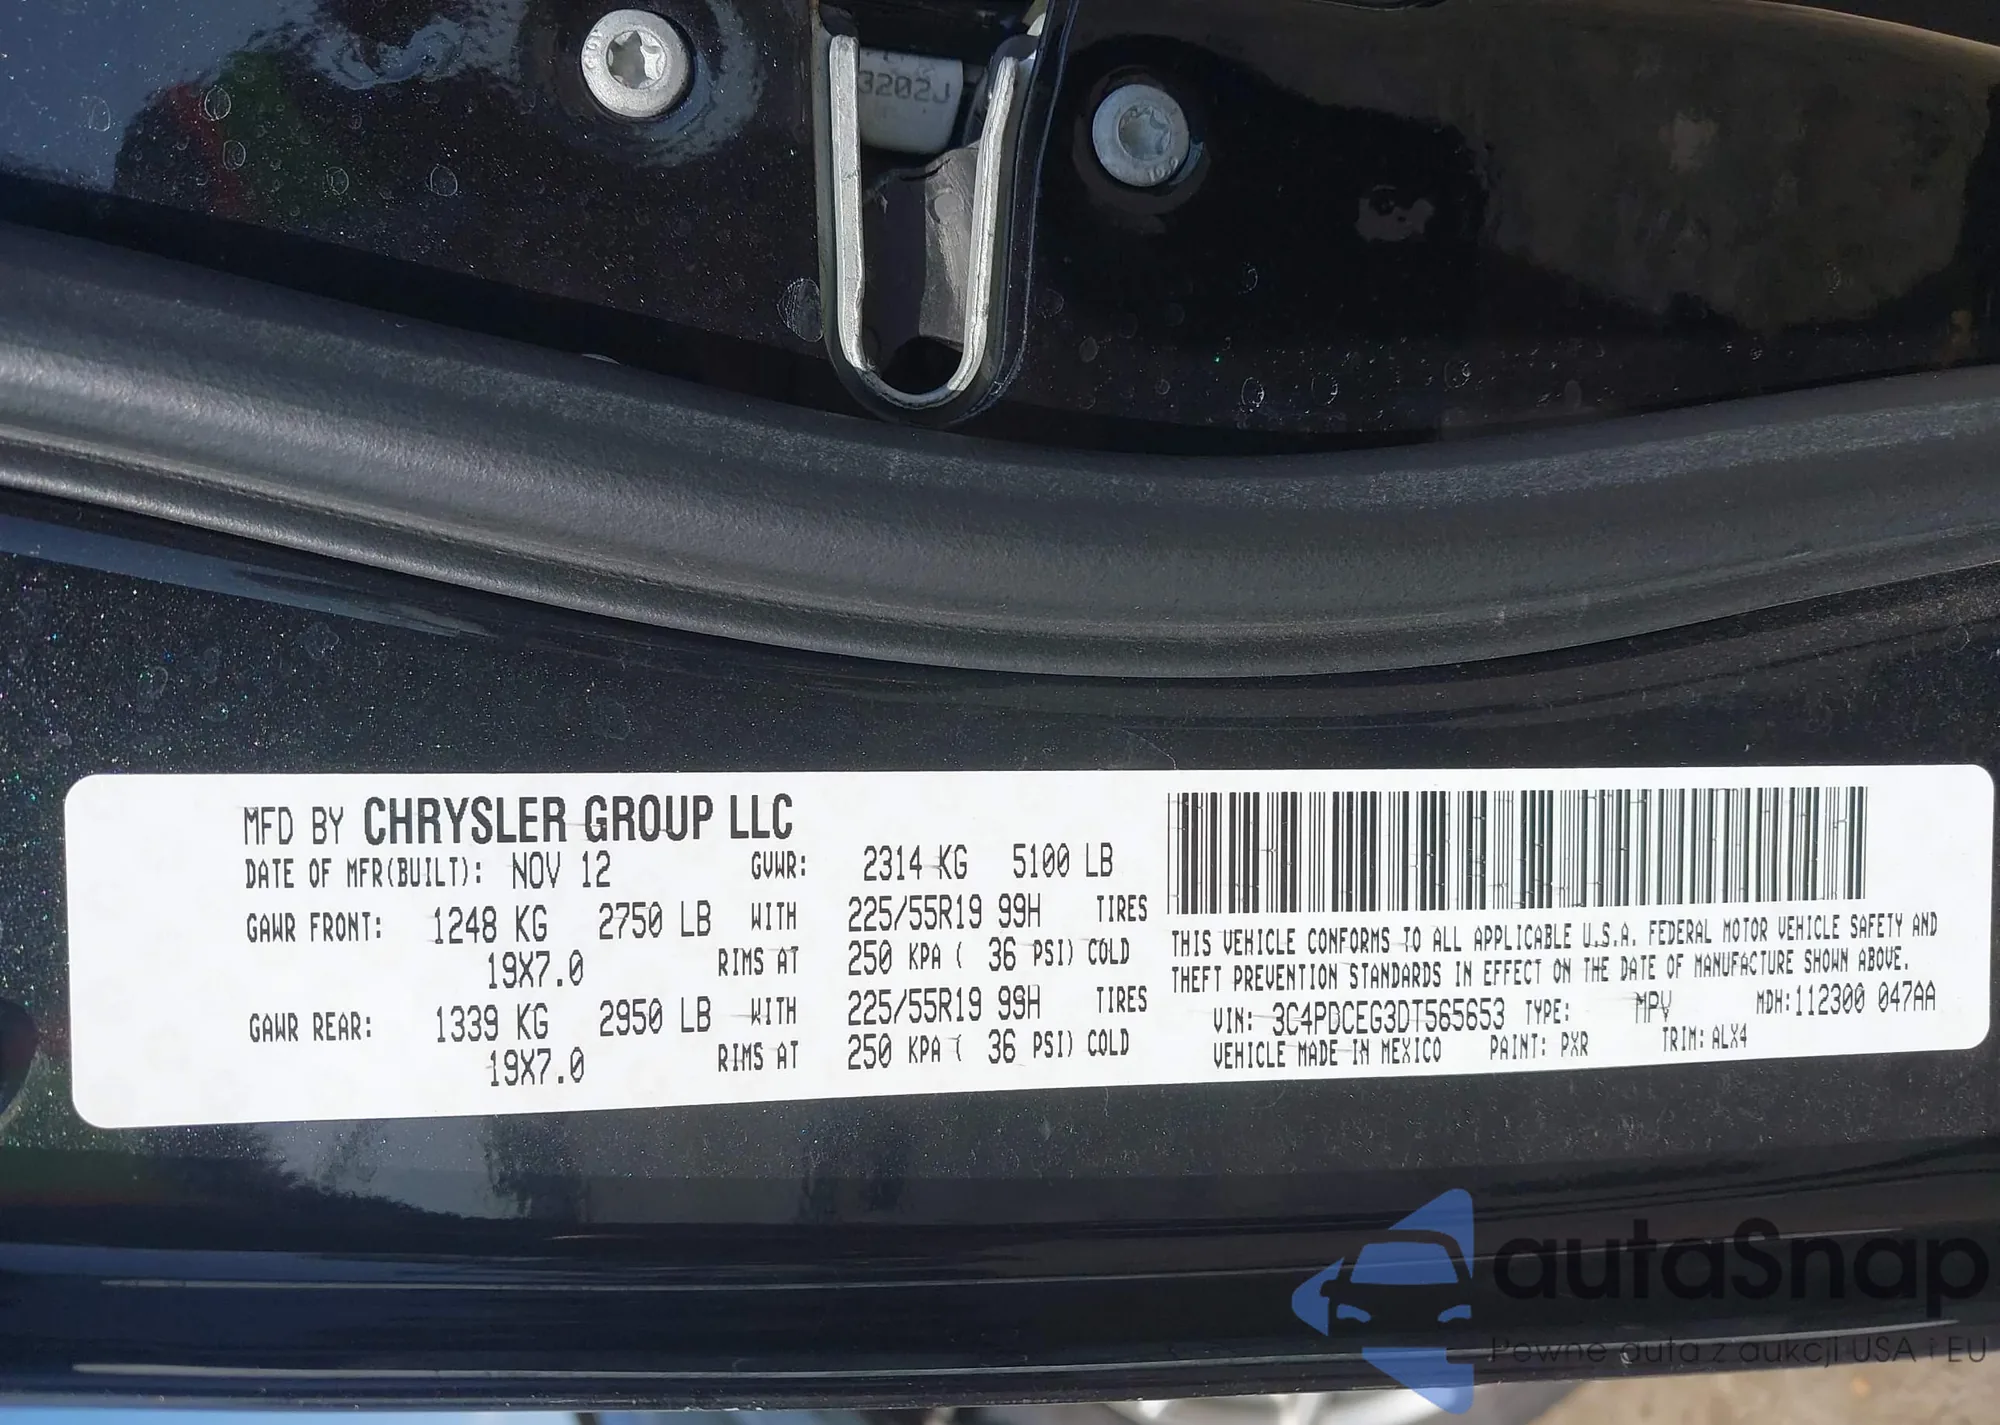 3202J
MFD BY CHRYSLER GROUP LLC
DATE OF MFR(BUILT): NOV 12 GVWR: 2314 KG 5100 LB
GAWR FRONT: 1248 KG 2750 LB WITH 225/55R19 99H TIRES
19X7.0 RIMS AT 250 KPA ( 36 PSI) COLD
GAWR REAR: 1339 KG 2950 LB WITH 225/55R19 99H TIRES
19X7.0 RIMS AT 250 KPA ( 36 PSI) COLD
THIS VEHICLE CONFORMS TO ALL APPLICABLE U.S.A. FEDERAL MOTOR VEHICLE SAFETY AND
THEFT PREVENTION STANDARDS IN EFFECT ON THE DATE OF MANUFACTURE SHOWN ABOVE.
VIN: 3C4PDCEG3DT565653 TYPE: MPV MDH:112300 047AA
VEHICLE MADE IN MEXICO PAINT: PXR TRIM: ALX4
autaSnap
Pewne auta z aukcji USA i EU